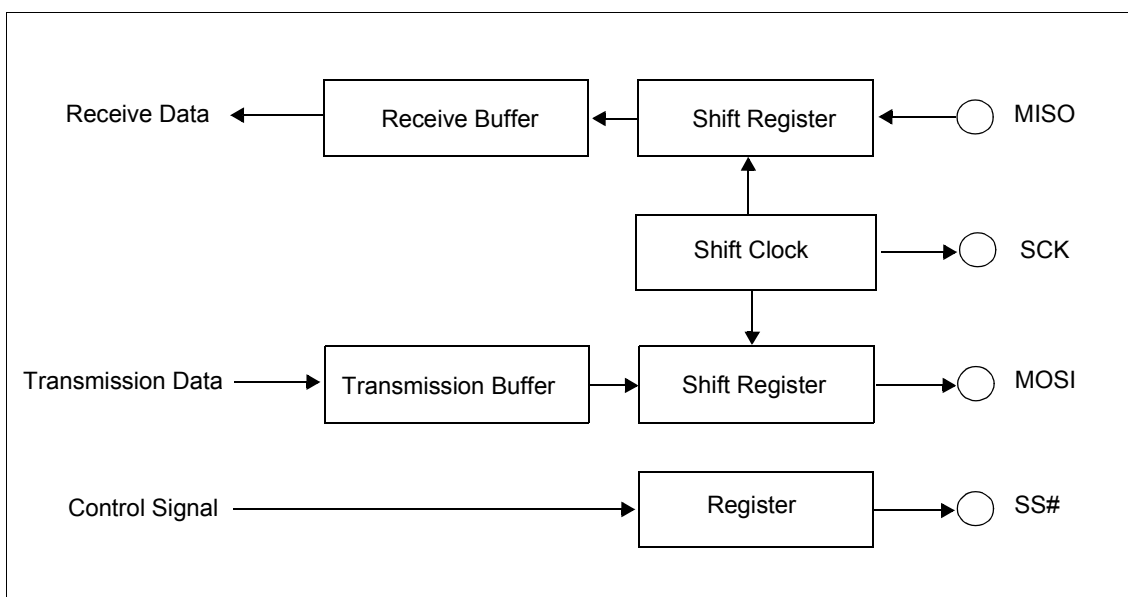 Receive Data
Receive Buffer
Shift Register
MISO
Shift Clock
SCK
Transmission Data
Transmission Buffer
Shift Register
MOSI
Control Signal
Register
SS#